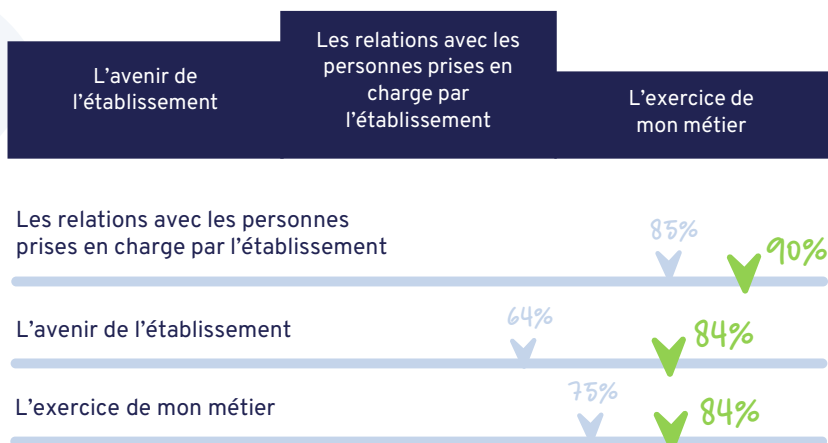 L'avenir de
l'établissement
Les relations avec les
personnes prises en
charge par
l'établissement
L'exercice de
mon métier
Les relations avec les personnes
prises en charge par l'établissement
85%
90%
L'avenir de l'établissement
64%
84%
L'exercice de mon métier
75%
84%